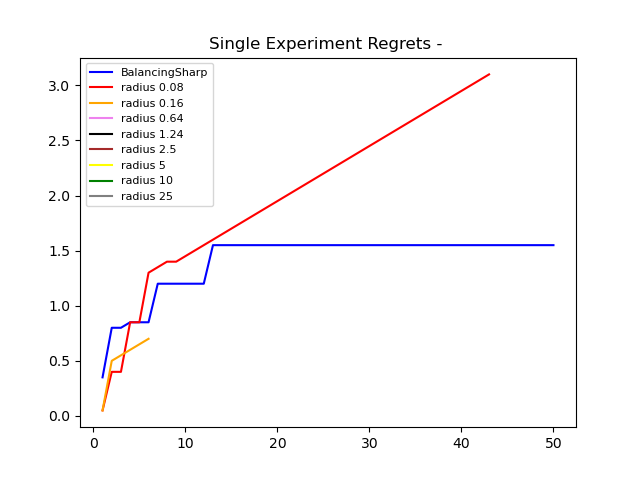 Single Experiment Regrets -
BalancingSharp
radius 0.08
radius 0.16
radius 0.64
radius 1.24
radius 2.5
radius 5
radius 10
radius 25
3.0
2.5
2.0
1.5
1.0
0.5
0.0
0 10 20 30 40 50